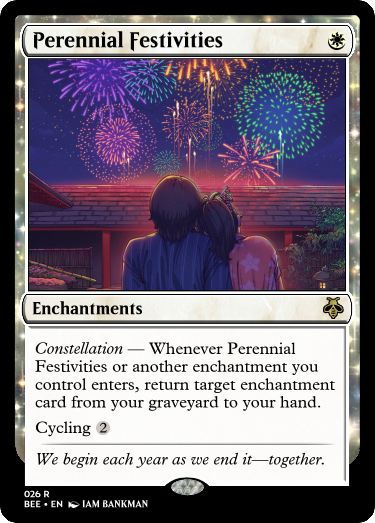 Perennial Festivities
Enchantments
Constellation — Whenever Perennial
Festivities or another enchantment you
control enters, return target enchantment
card from your graveyard to your hand.
Cycling 2
We begin each year as we end it—together.
026 R
BEE • EN IAM BANKMAN